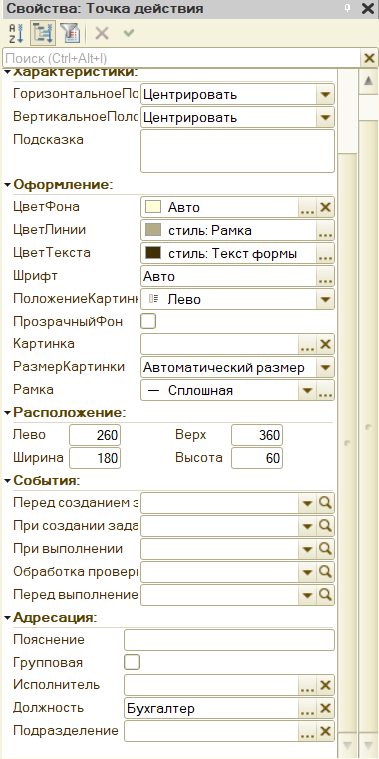 Свойства: Точка действия
Поиск (Ctrl+Alt+I)
Характеристики:
ГоризонтальноеПо Центрировать
ВертикальноеПоло Центрировать
Подсказка
Оформление:
ЦветФона Авто ...
ЦветЛинии стиль: Рамка ...
ЦветТекста стиль: Текст формы ...
Шрифт Авто ...
ПоложениеКартинк Лево
ПрозрачныйФон
Картинка ...
РазмерКартинки Автоматический размер
Рамка Сплошная ...
Расположение:
Лево 260 Верх 360
Ширина 180 Высота 60
События:
Перед созданием з
При создании зада
При выполнении
Обработка провер
Перед выполнение
Адресация:
Пояснение
Групповая
Исполнитель ...
Должность Бухгалтер ...
Подразделение ...